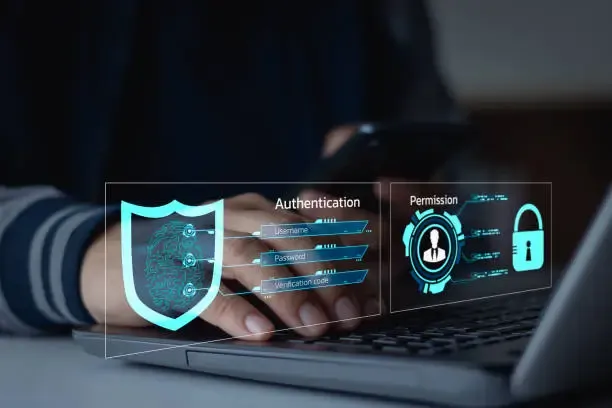 Authentication
Username
Password
Verification code
Permission